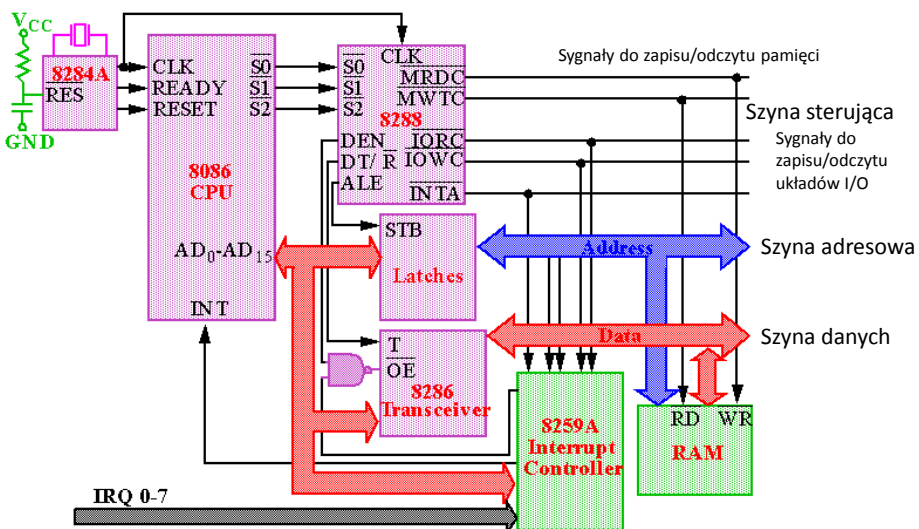 VCC
8284A
RES
GND
CLK
READY
RESET
S0
S1
S2
8086
CPU
AD0-AD15
INT
CLK
S0
S1
S2
8288
MRDC
MWTC
DEN
DT/ R
ALE
IORC
IOWC
INTA
Sygnały do zapisu/odczytu pamięci
Szyna sterująca
Sygnały do
zapisu/odczytu
układów I/O
STB
Latches
Address
Szyna adresowa
T
OE
8286
Transceiver
Data
Szyna danych
8259A
Interrupt
Controller
RD
WR
RAM
IRQ 0-7